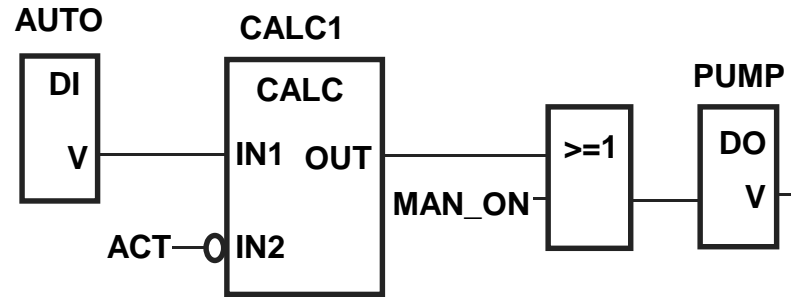 AUTO
CALC1
DI
V
CALC
IN1
OUT
ACT
IN2
>=1
MAN_ON
PUMP
DO
V